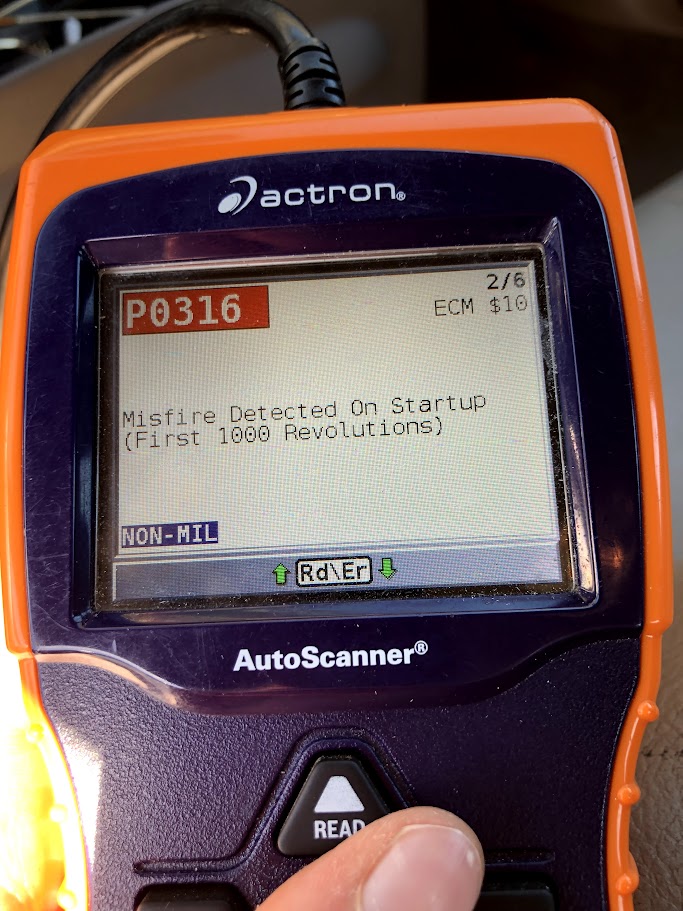 actron®
2/6
P0316
ECM $10
Misfire Detected On Startup
(First 1000 Revolutions)
NON-MIL
Rd\Er
AutoScanner®
READ